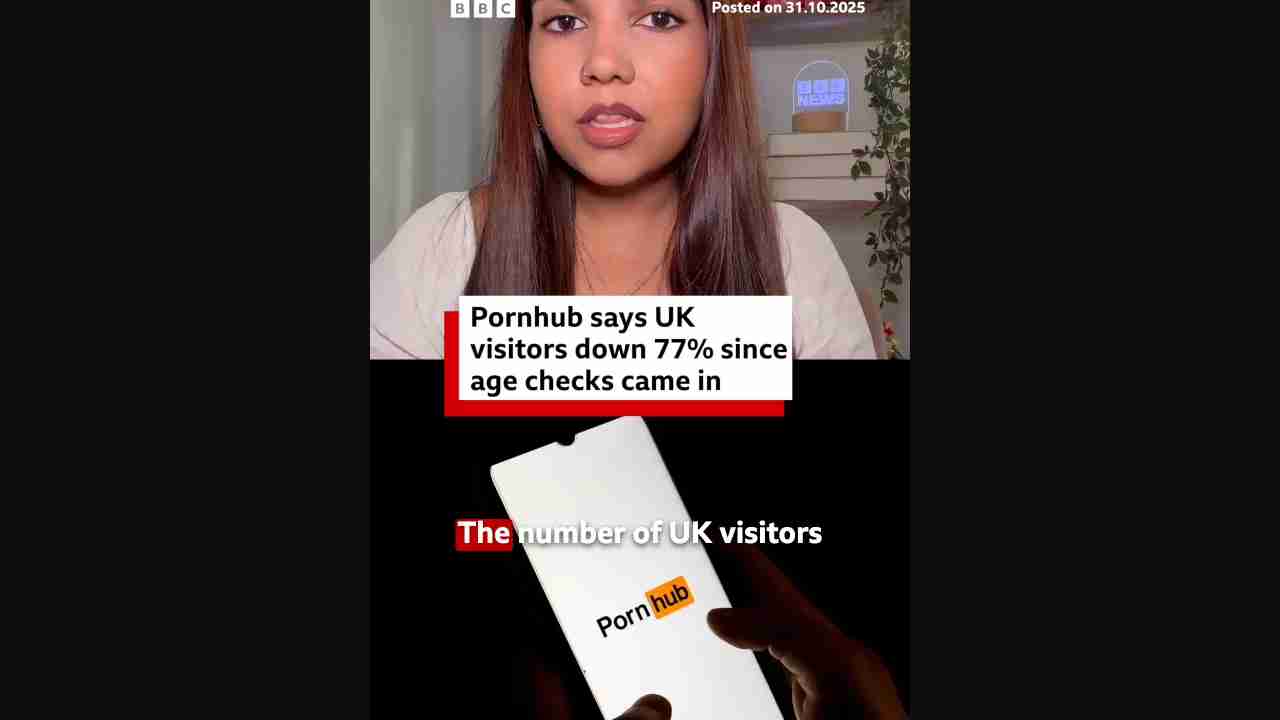 BBC
Posted on 31.10.2025
BBC
NEWS
Pornhub says UK
visitors down 77% since
age checks came in
The number of UK visitors
Pornhub